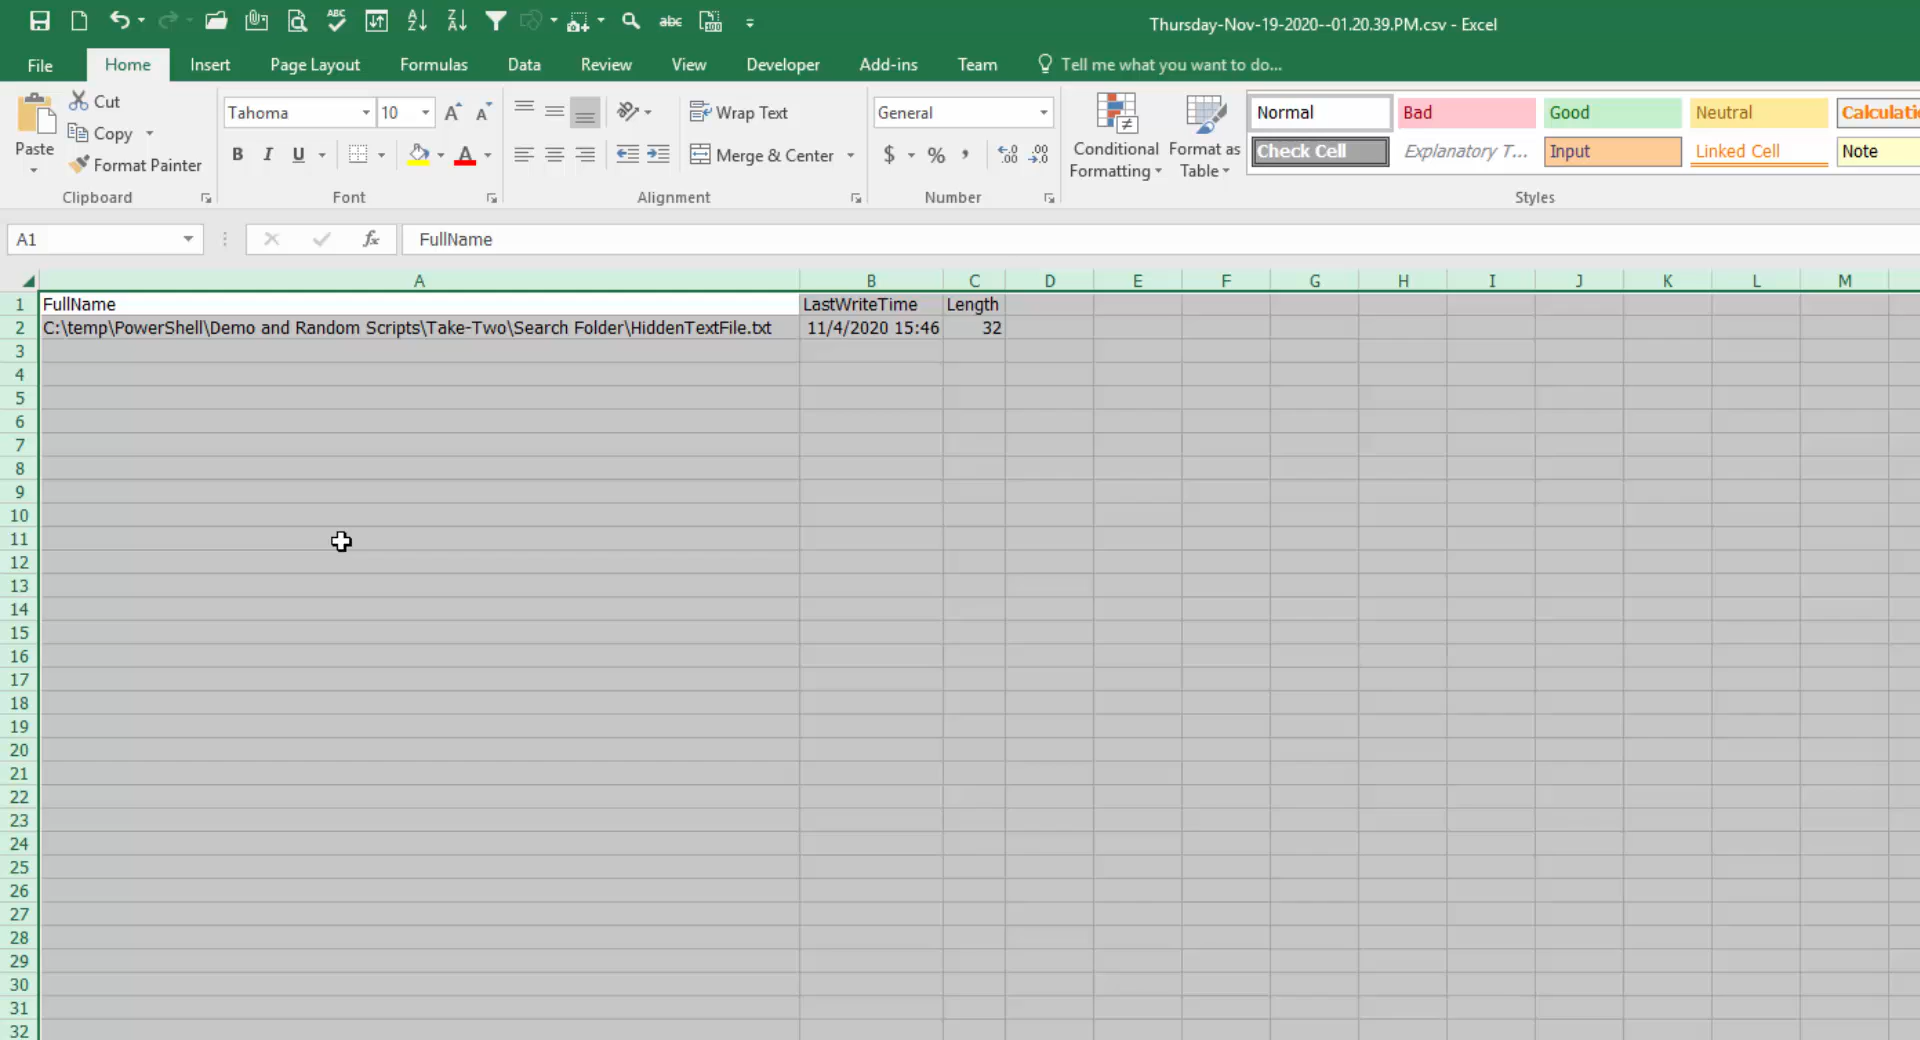 Thursday-Nov-19-2020--01.20.39.PM.csv - Excel
File Home Insert Page Layout Formulas Data Review View Developer Add-ins Team Tell me what you want to do...
Paste
Cut
Copy
Format Painter
Clipboard
Tahoma 10
B I U
Font
Wrap Text
Merge & Center
Alignment
General
$ % ,
Number
Conditional Formatting
Format as Table
Normal Bad Good Neutral Calculati
Check Cell Explanatory T... Input Linked Cell Note
Styles
A1 fx FullName
A B C D E F G H I J K L M
1 FullName LastWriteTime Length
2 C:\temp\PowerShell\Demo and Random Scripts\Take-Two\Search Folder\HiddenTextFile.txt 11/4/2020 15:46 32
3
4
5
6
7
8
9
10
11
12
13
14
15
16
17
18
19
20
21
22
23
24
25
26
27
28
29
30
31
32